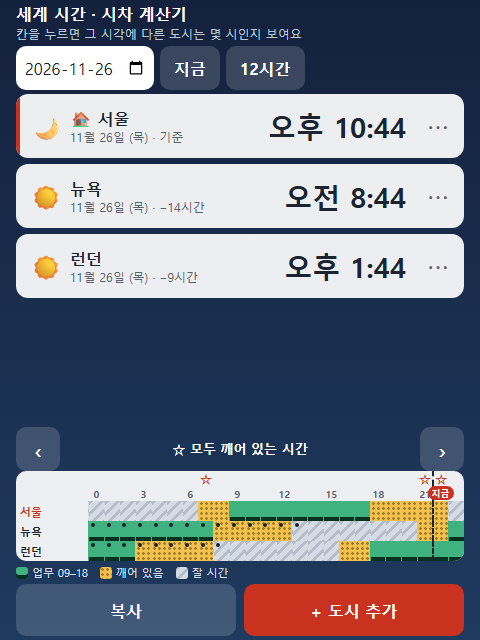 세계 시간 · 시차 계산기
칸을 누르면 그 시각에 다른 도시는 몇 시인지 보여요
2026-11-26 지금 12시간
서울 오후 10:44 ···
11월 26일 (목) · 기준
뉴욕 오전 8:44 ···
11월 26일 (목) · −14시간
런던 오후 1:44 ···
11월 26일 (목) · −9시간
‹ ☆ 모두 깨어 있는 시간 ›
☆ ☆ ☆
0 3 6 9 12 15 18 21 지금
서울
뉴욕
런던
업무 09–18 깨어 있음 잘 시간
복사 + 도시 추가